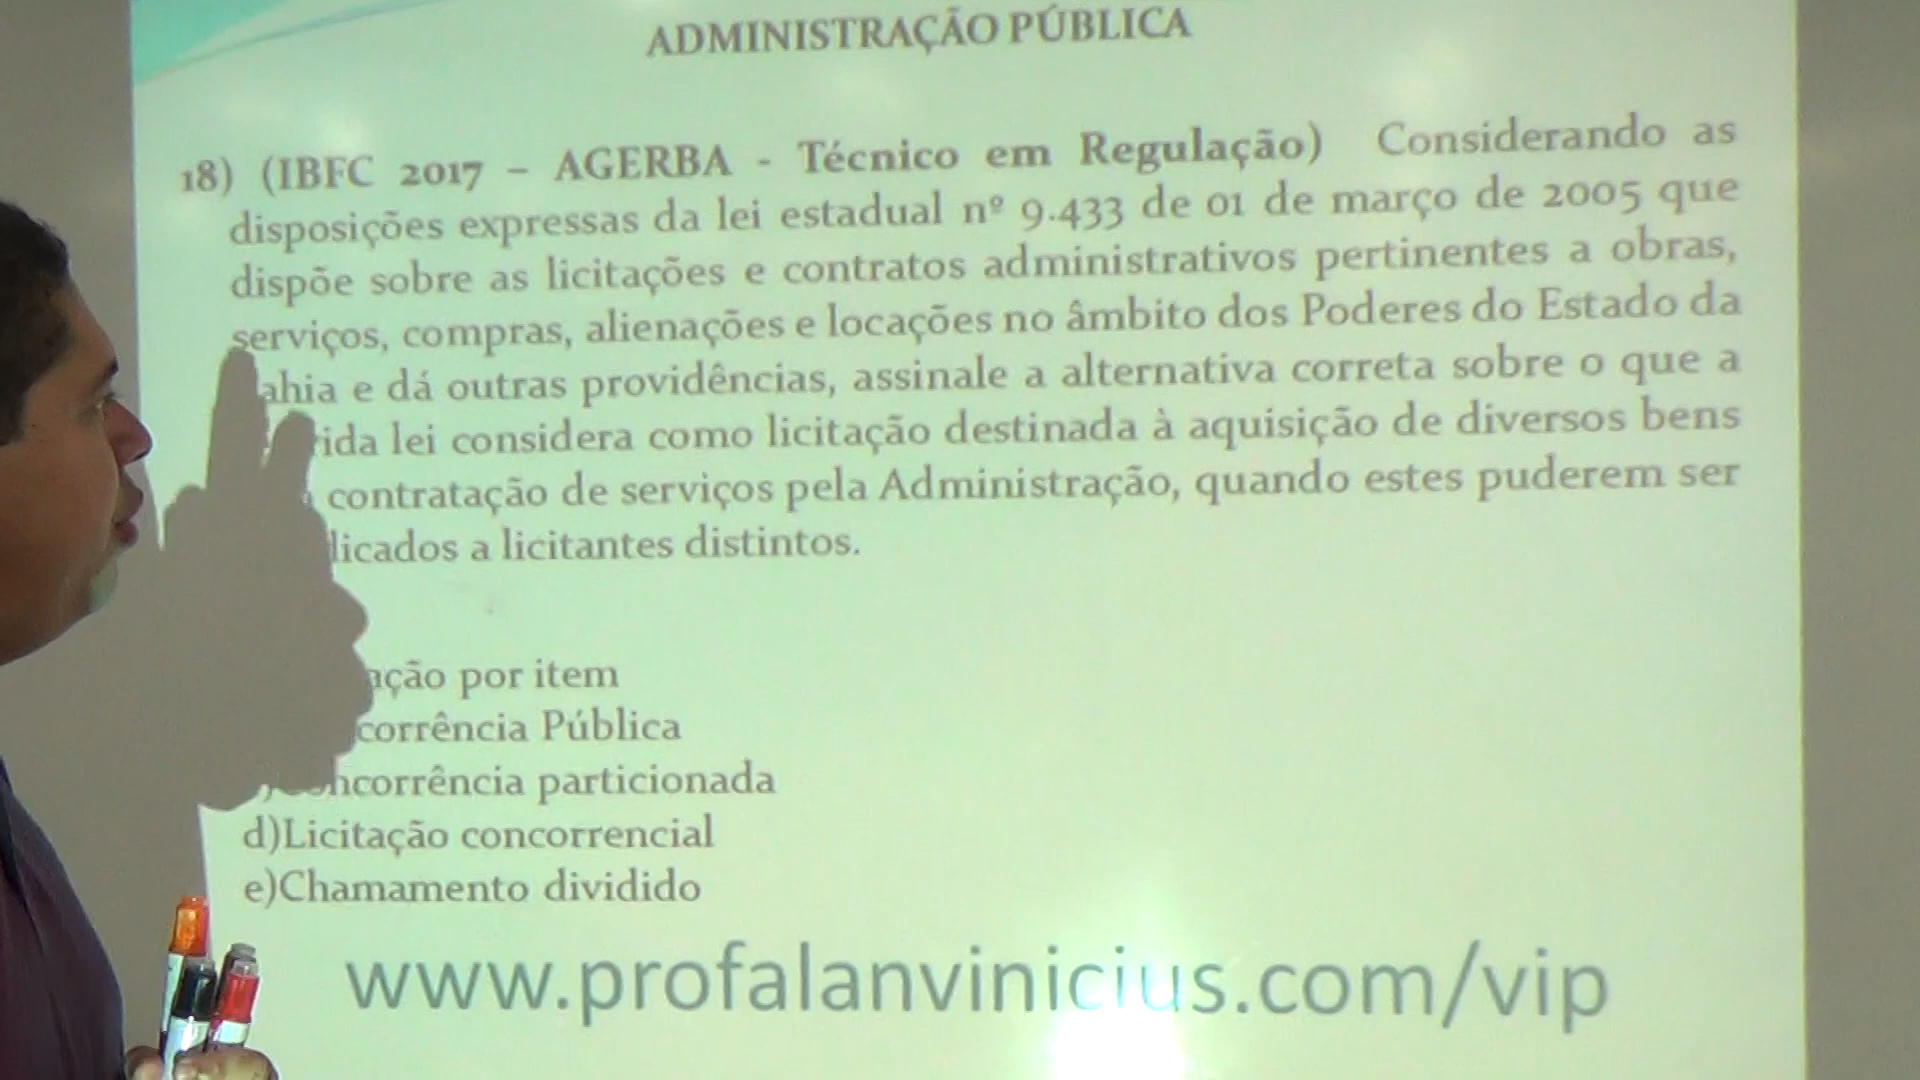 ADMINISTRAÇÃO PÚBLICA
18) (IBFC 2017 – AGERBA - Técnico em Regulação) Considerando as
disposições expressas da lei estadual nº 9.433 de 01 de março de 2005 que
dispõe sobre as licitações e contratos administrativos pertinentes a obras,
serviços, compras, alienações e locações no âmbito dos Poderes do Estado da
ahia e dá outras providências, assinale a alternativa correta sobre o que a
rida lei considera como licitação destinada à aquisição de diversos bens
contratação de serviços pela Administração, quando estes puderem ser
licados a licitantes distintos.
ação por item
corrência Pública
ncorrência particionada
d)Licitação concorrencial
e)Chamamento dividido
www.profalanvinicius.com/vip